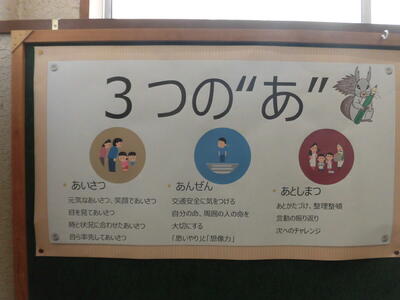 ３つの“あ”
・あいさつ
元気なあいさつ、笑顔であいさつ
目を見てあいさつ
時と状況に合わせたあいさつ
自ら率先してあいさつ
・あんぜん
交通安全に気をつける
自分の命、周囲の人の命を
大切にする
「思いやり」と「想像力」
・あとしまつ
あとかたづけ、整理整頓
言動の振り返り
次へのチャレンジ